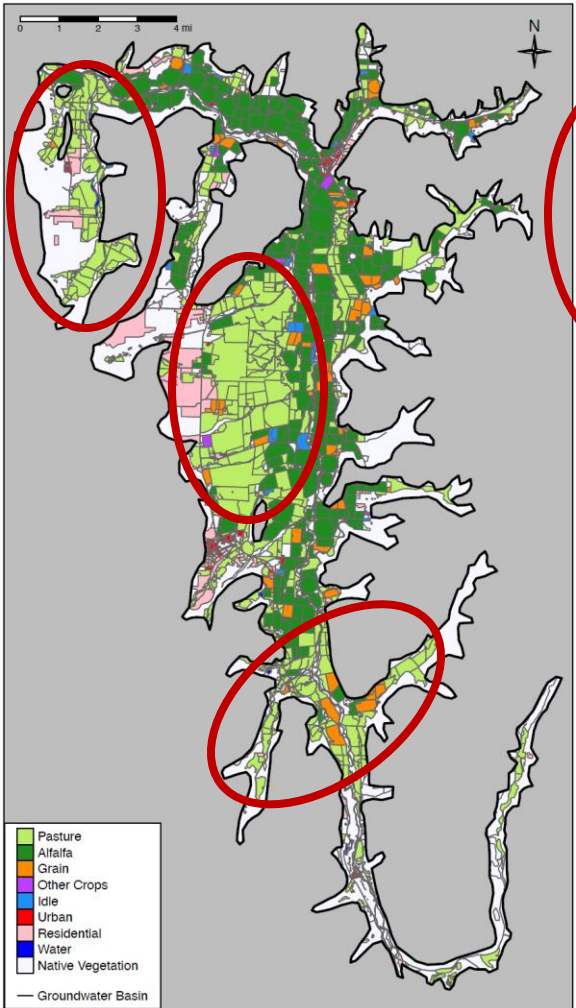 0 1 2 3 4 mi
N
Pasture
Alfalfa
Grain
Other Crops
Idle
Urban
Residential
Water
Native Vegetation
Groundwater Basin